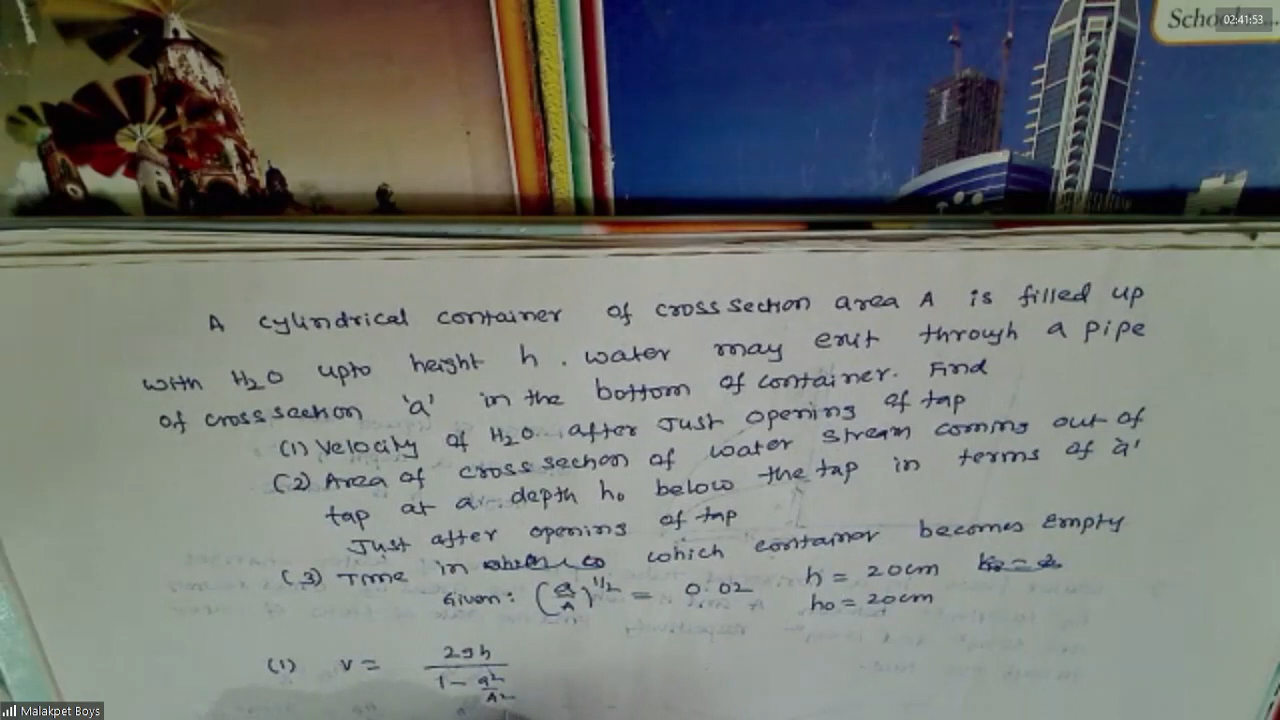 Scho
02:41:53
A cylindrical container of cross section area A is filled up
with H₂O upto height h. water may exit through a pipe
of cross section 'a' in the bottom of container. Find
(1) Velocity of H₂O after Just opening of tap
(2) Area of cross section of water stream coming out of
tap at a depth h₀ below the tap in terms of 'a'
Just after opening of tap
(3) Time in which container becomes Empty
Given: (a/A)^1/2 = 0.02 h = 20cm
h₀ = 20cm
(1) v = 2gh / 1 - a²/A²
Malakpet Boys